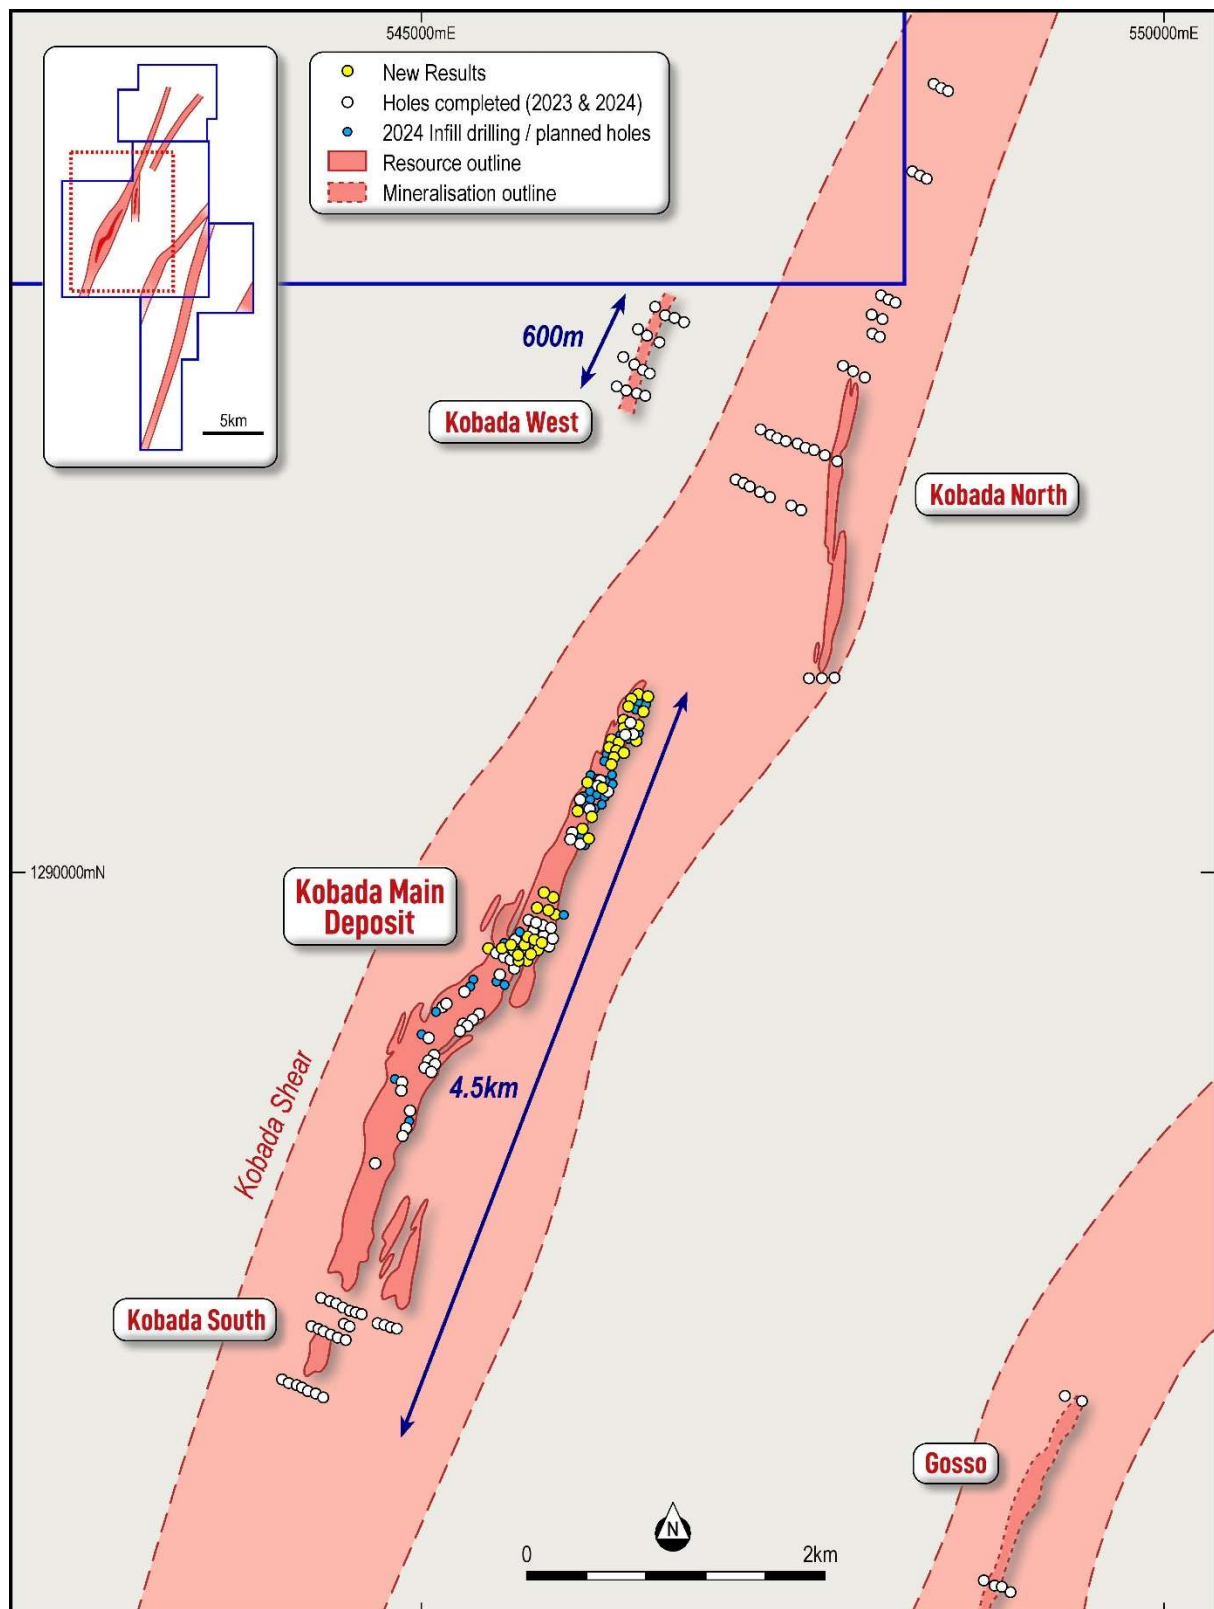 545000mE
550000mE
New Results
Holes completed (2023 & 2024)
2024 Infill drilling / planned holes
Resource outline
Mineralisation outline
5km
600m
Kobada West
Kobada North
1290000mN
Kobada Main
Deposit
Kobada Shear
4.5km
Kobada South
Gosso
N
0
2km